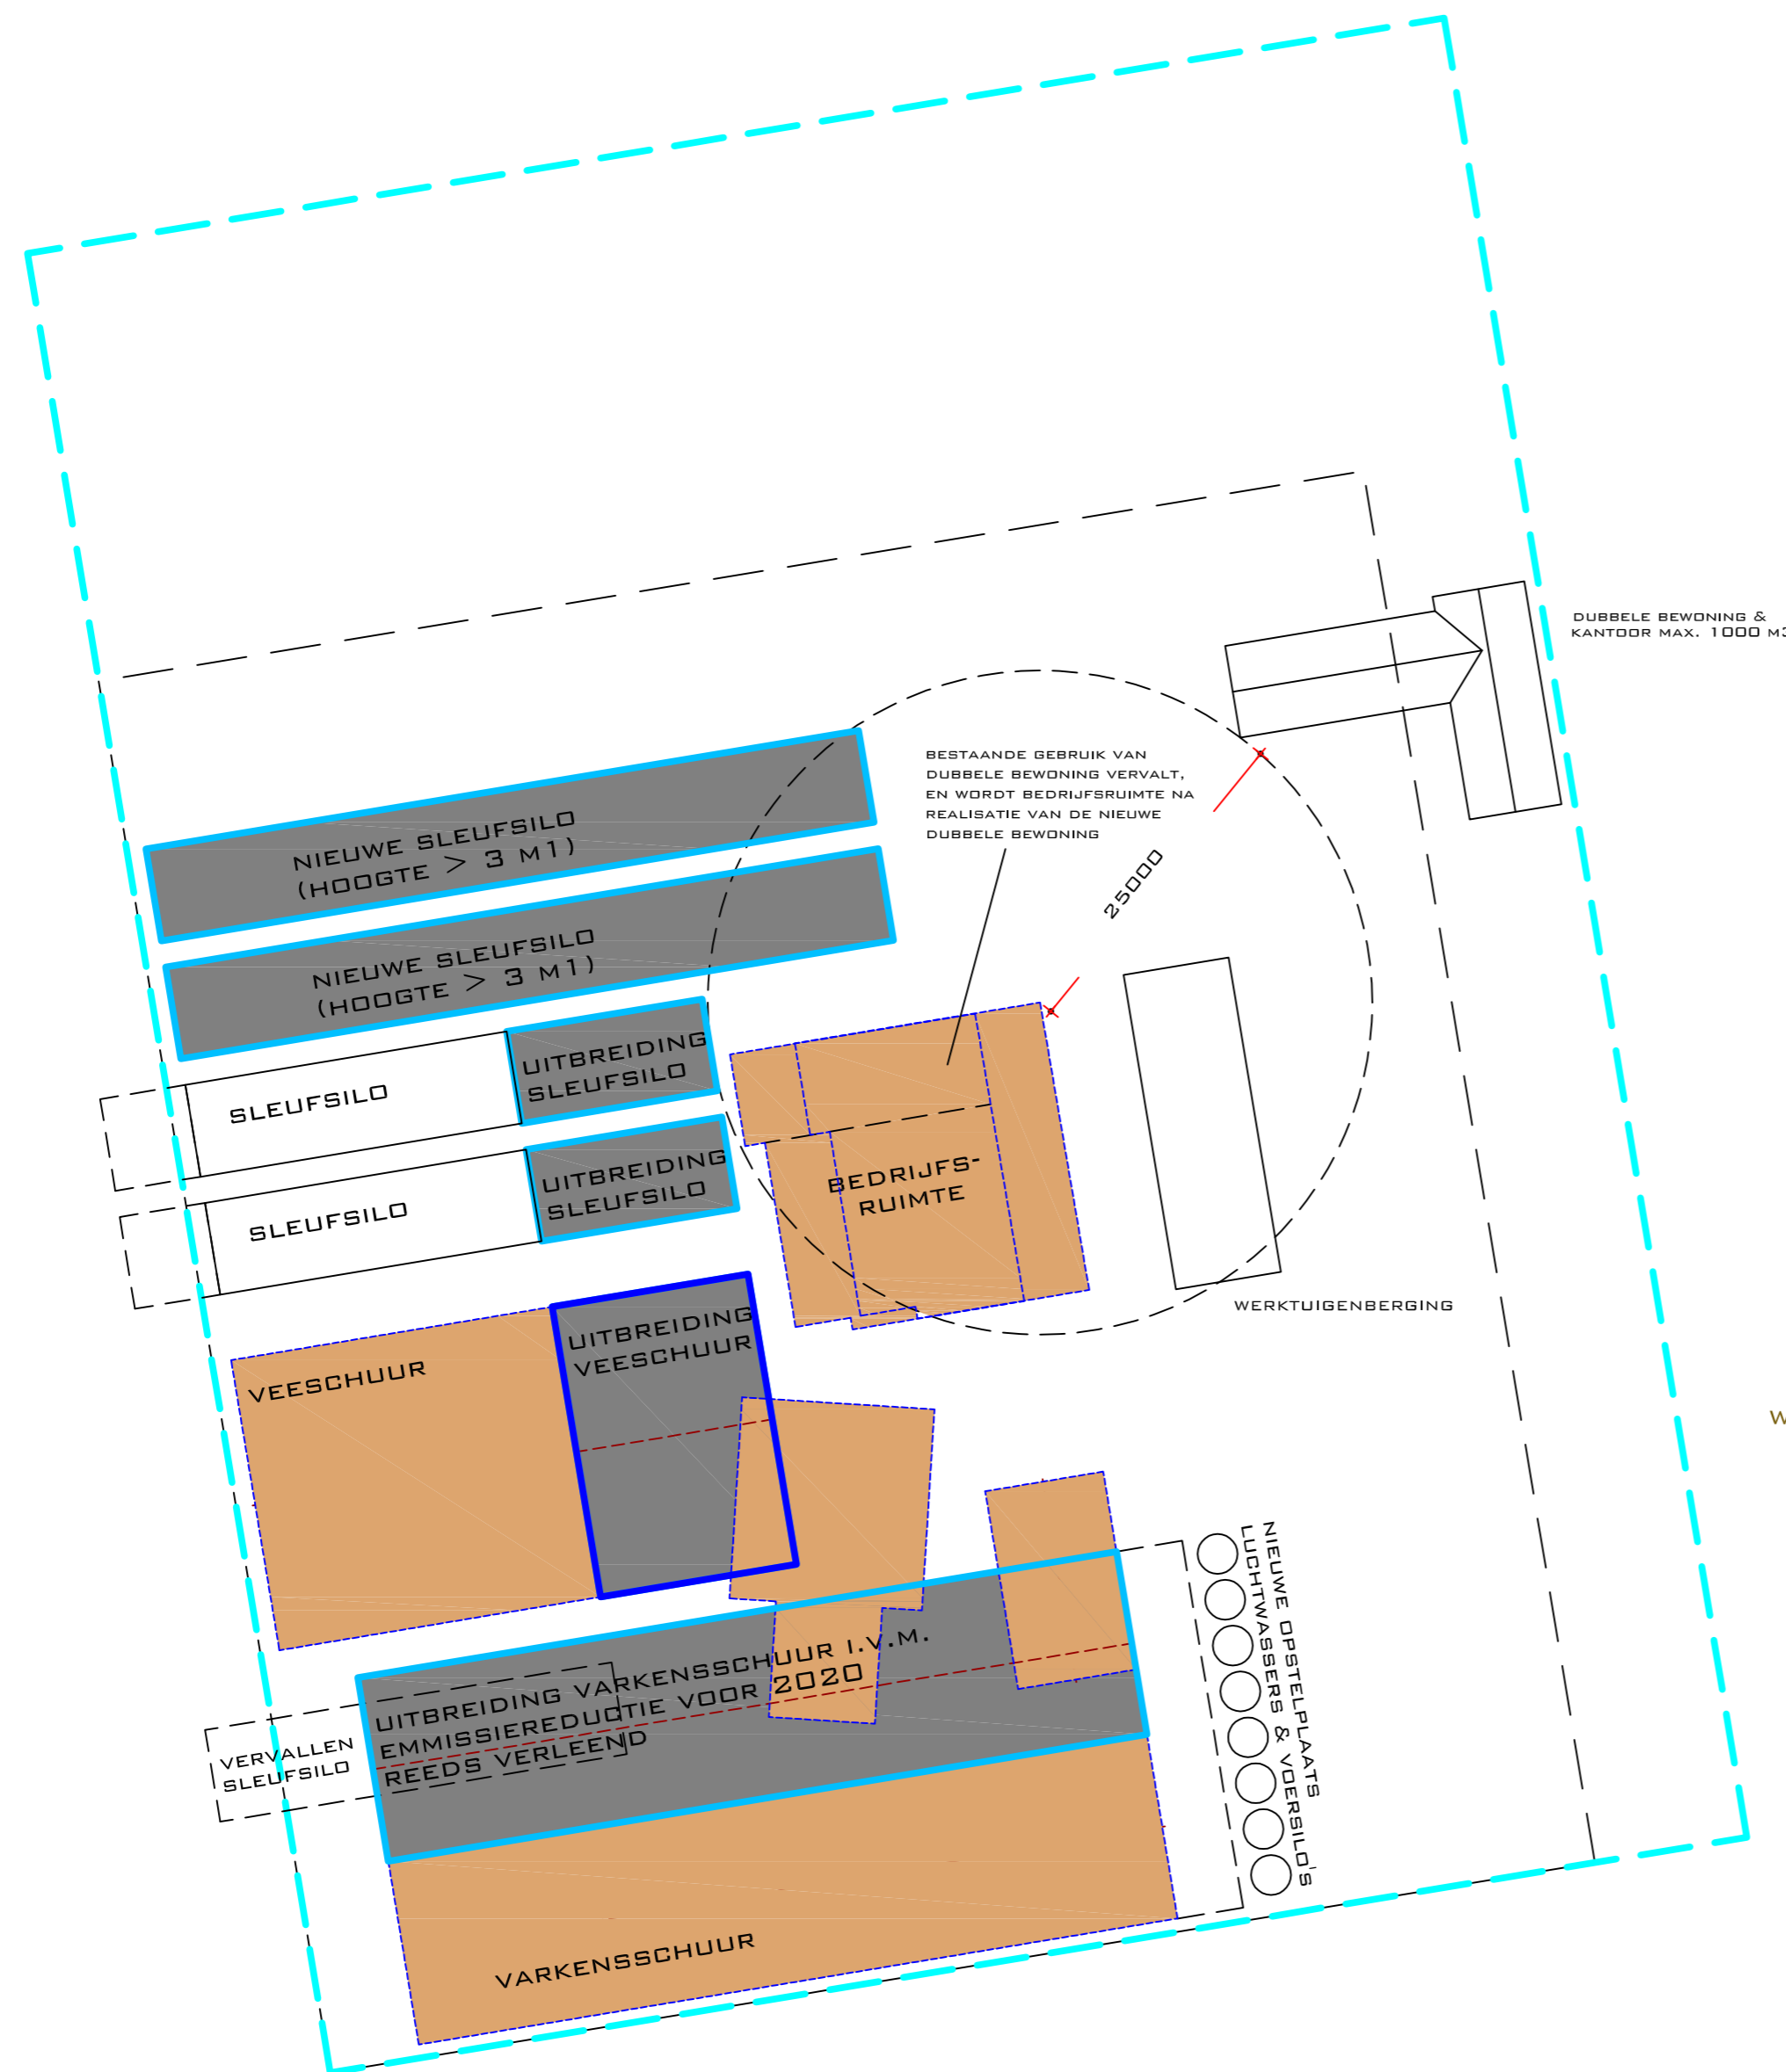 DUBBELE BEWONING &
KANTOOR MAX. 1000 M3
BESTAANDE GEBRUIK VAN
DUBBELE BEWONING VERVALT,
EN WORDT BEDRIJFSRUIMTE NA
REALISATIE VAN DE NIEUWE
DUBBELE BEWONING
NIEUWE SLEUFSILO
(HOOGTE > 3 M1)
25000
NIEUWE SLEUFSILO
(HOOGTE > 3 M1)
UITBREIDING
SLEUFSILO
SLEUFSILO
UITBREIDING
SLEUFSILO
SLEUFSILO
BEDRIJFS-
RUIMTE
WERKTUIGENBERGING
UITBREIDING
VEESCHUUR
VEESCHUUR
W
NIEUWE OPSTELPLAATS
LUCHTWASSERS & VOERSILO'S
UITBREIDING VARKENSSCHUUR I.V.M.
EMMISSIEREDUCTIE VOOR 2020
REEDS VERLEEND
VERVALLEN
SLEUFSILO
VARKENSSCHUUR